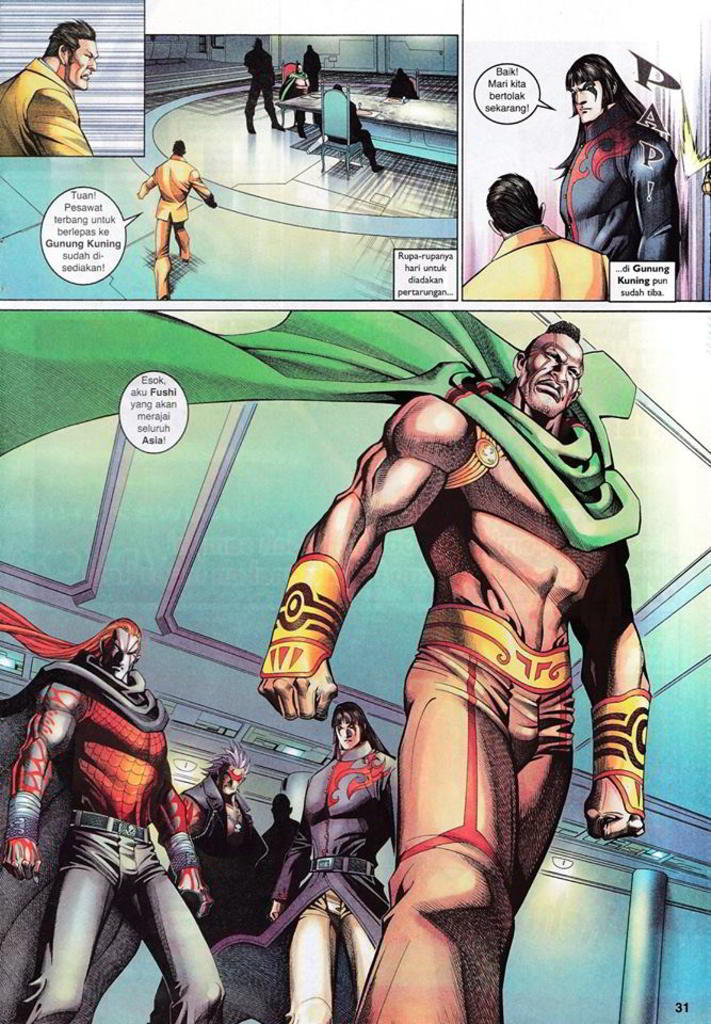 Tuan!
Pesawat
terbang untuk
berlepas ke
Gunung Kuning
sudah di-
sediakan!
Rupa-rupanya
hari untuk
diadakan
pertarungan...
Baik!
Mari kita
bertolak
sekarang!
PAP!
...di Gunung
Kuning pun
sudah tiba.
Esok,
aku Fushi
yang akan
merajai
seluruh
Asia!
31